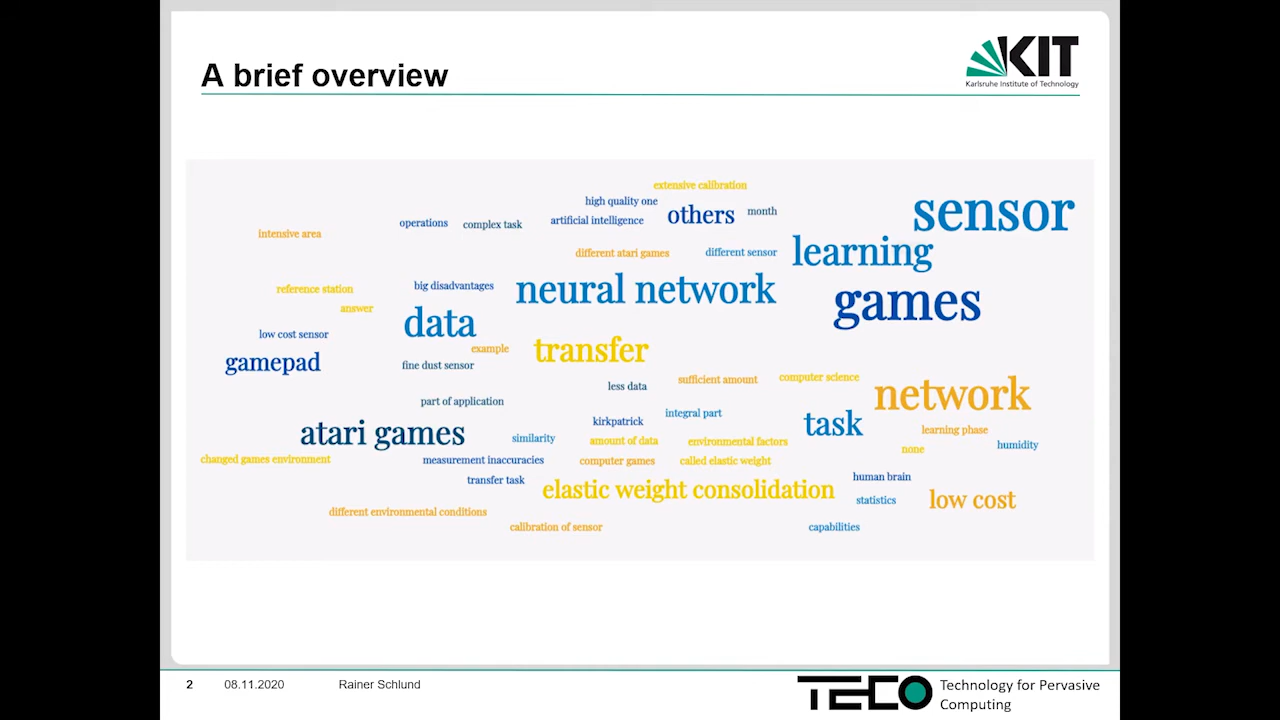 A brief overview
KIT
Karlsruhe Institute of Technology
extensive calibration
high quality one
others
month
sensor
operations
complex task
artificial intelligence
intensive area
different atari games
different sensor
learning
reference station
big disadvantages
neural network
games
answer
data
low cost sensor
example
transfer
gamepad
fine dust sensor
less data
sufficient amount
computer science
network
part of application
kirkpatrick
integral part
task
learning phase
atari games
similarity
amount of data
environmental factors
none
humidity
changed games environment
measurement inaccuracies
computer games
called elastic weight
transfer task
elastic weight consolidation
human brain
statistics
low cost
different environmental conditions
calibration of sensor
capabilities
2 08.11.2020 Rainer Schlund
TECO
Technology for Pervasive
Computing